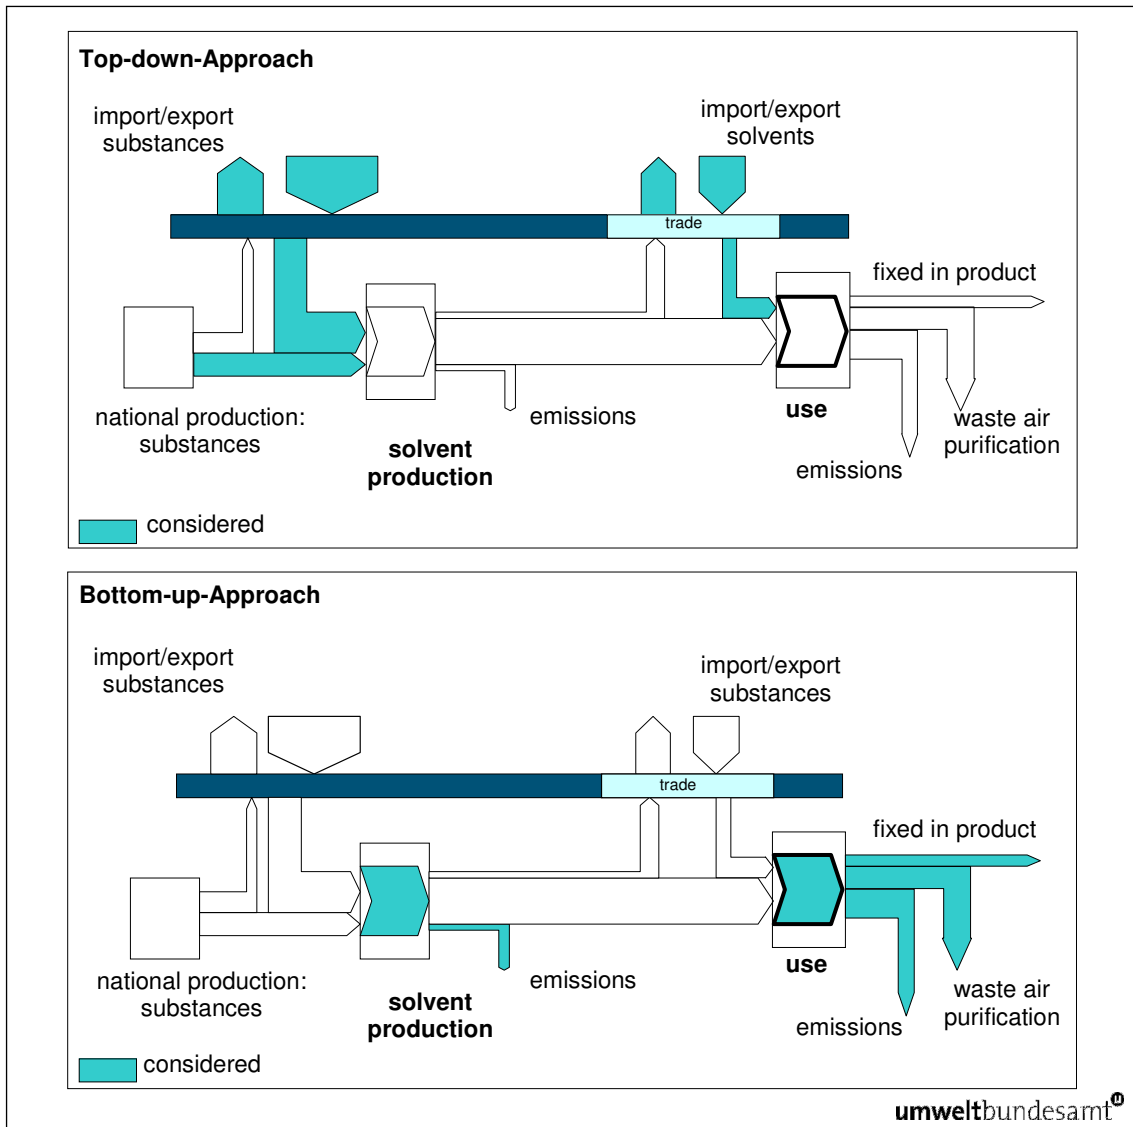 Top-down-Approach
import/export
substances
import/export
solvents
trade
fixed in product
national production:
substances
solvent
production
emissions
use
emissions
waste air
purification
considered
Bottom-up-Approach
import/export
substances
import/export
substances
trade
fixed in product
national production:
substances
solvent
production
emissions
use
emissions
waste air
purification
considered
umweltbundesamt
u